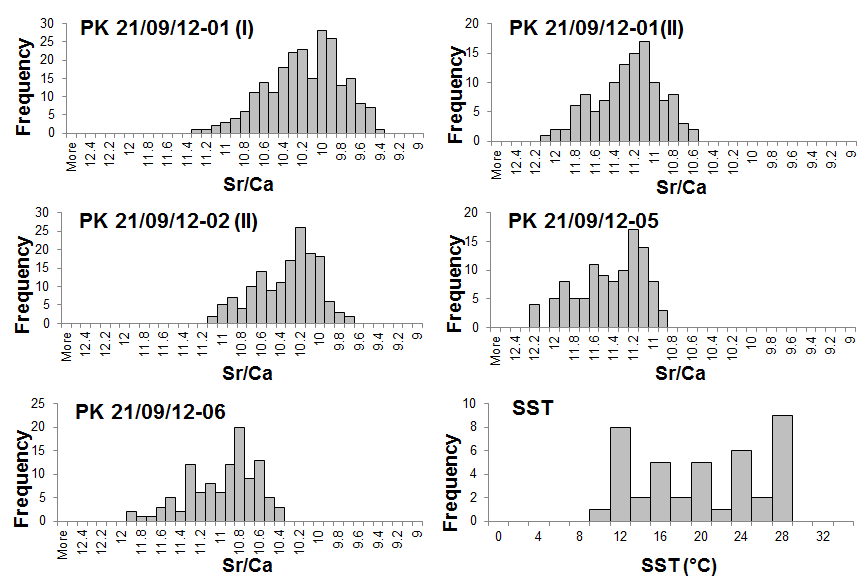 PK 21/09/12-01 (I)
30
25
20
15
10
5
0
Frequency
More 12.4 12.2 12 11.8 11.6 11.4 11.2 11 10.8 10.6 10.4 10.2 10 9.8 9.6 9.4 9.2 9
Sr/Ca
PK 21/09/12-01(II)
20
15
10
5
0
Frequency
More 12.4 12.2 12 11.8 11.6 11.4 11.2 11 10.8 10.6 10.4 10.2 10 9.8 9.6 9.4 9.2 9
Sr/Ca
PK 21/09/12-02 (II)
30
25
20
15
10
5
0
Frequency
More 12.4 12.2 12 11.8 11.6 11.4 11.2 11 10.8 10.6 10.4 10.2 10 9.8 9.6 9.4 9.2 9
Sr/Ca
PK 21/09/12-05
20
15
10
5
0
Frequency
More 12.4 12.2 12 11.8 11.6 11.4 11.2 11 10.8 10.6 10.4 10.2 10 9.8 9.6 9.4 9.2 9
Sr/Ca
PK 21/09/12-06
25
20
15
10
5
0
Frequency
More 12.4 12.2 12 11.8 11.6 11.4 11.2 11 10.8 10.6 10.4 10.2 10 9.8 9.6 9.4 9.2 9
Sr/Ca
SST
10
8
6
4
2
0
Frequency
0 4 8 12 16 20 24 28 32
SST (°C)